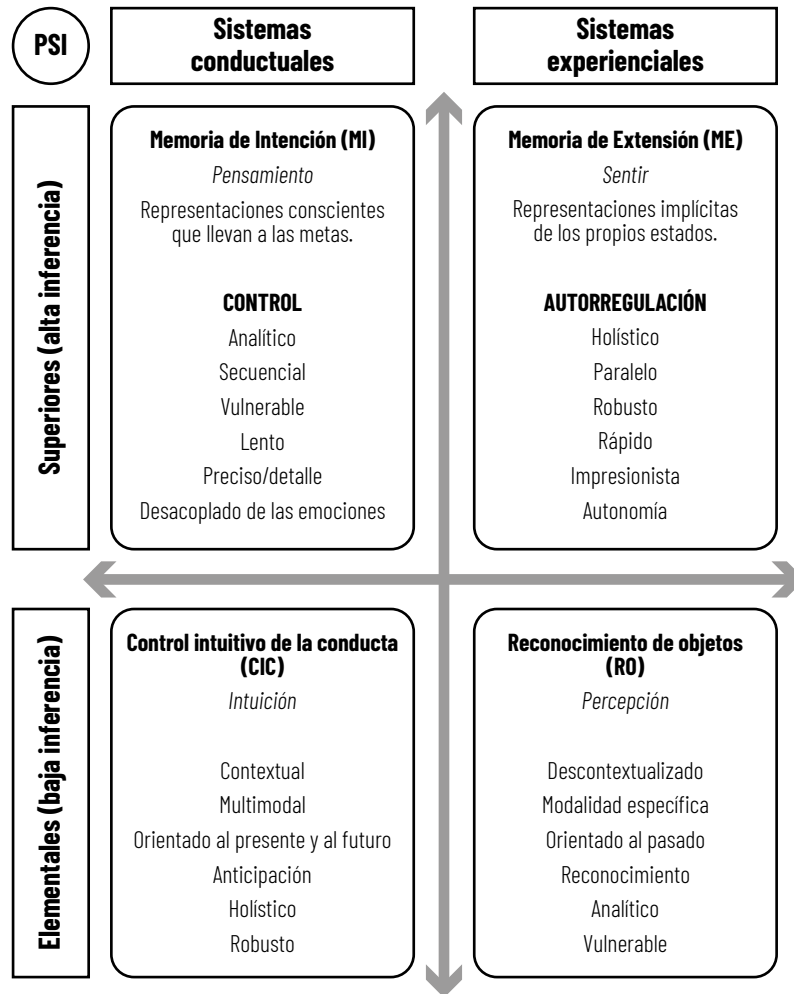 PSI
Sistemas
conductuales
Sistemas
experienciales
Superiores (alta inferencia)
Memoria de Intención (MI)
Pensamiento
Representaciones conscientes
que llevan a las metas.
CONTROL
Analítico
Secuencial
Vulnerable
Lento
Preciso/detalle
Desacoplado de las emociones
Memoria de Extensión (ME)
Sentir
Representaciones implícitas
de los propios estados.
AUTORREGULACIÓN
Holístico
Paralelo
Robusto
Rápido
Impresionista
Autonomía
Elementales (baja inferencia)
Control intuitivo de la conducta
(CIC)
Intuición
Contextual
Multimodal
Orientado al presente y al futuro
Anticipación
Holístico
Robusto
Reconocimiento de objetos
(RO)
Percepción
Descontextualizado
Modalidad específica
Orientado al pasado
Reconocimiento
Analítico
Vulnerable